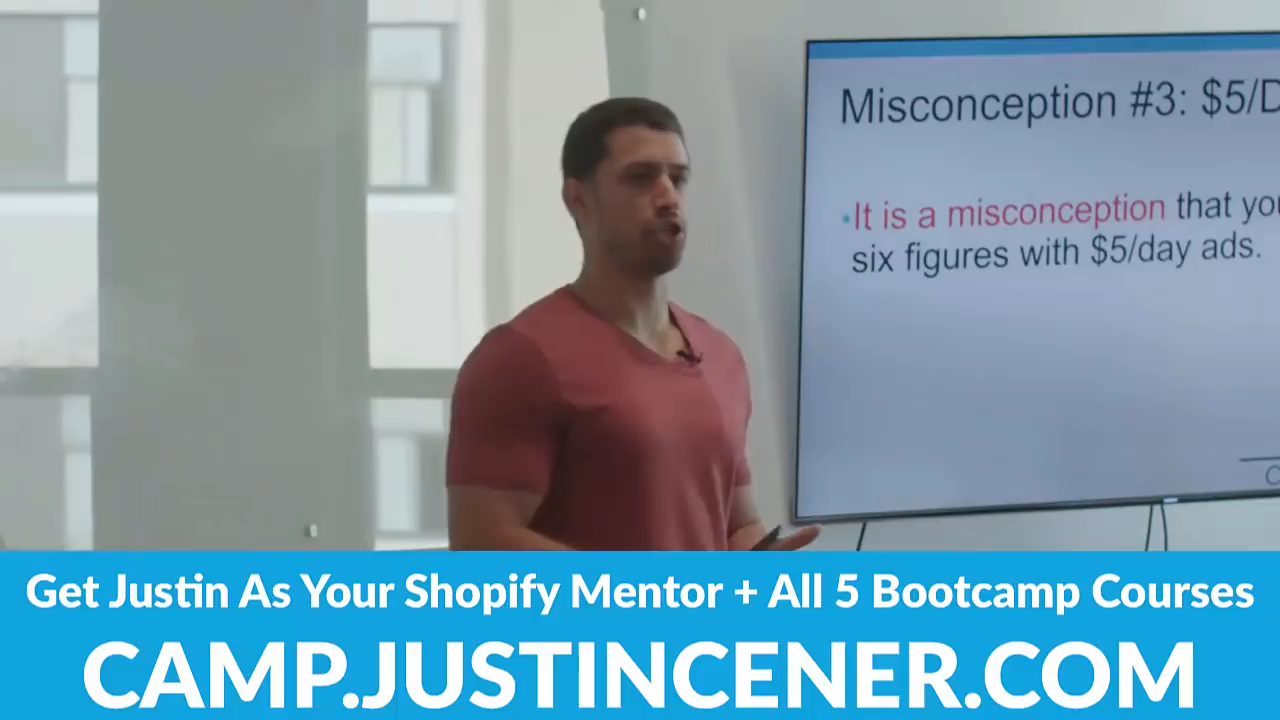 Misconception #3: $5/D
•It is a misconception that you
six figures with $5/day ads.
Get Justin As Your Shopify Mentor + All 5 Bootcamp Courses
CAMP.JUSTINCENER.COM